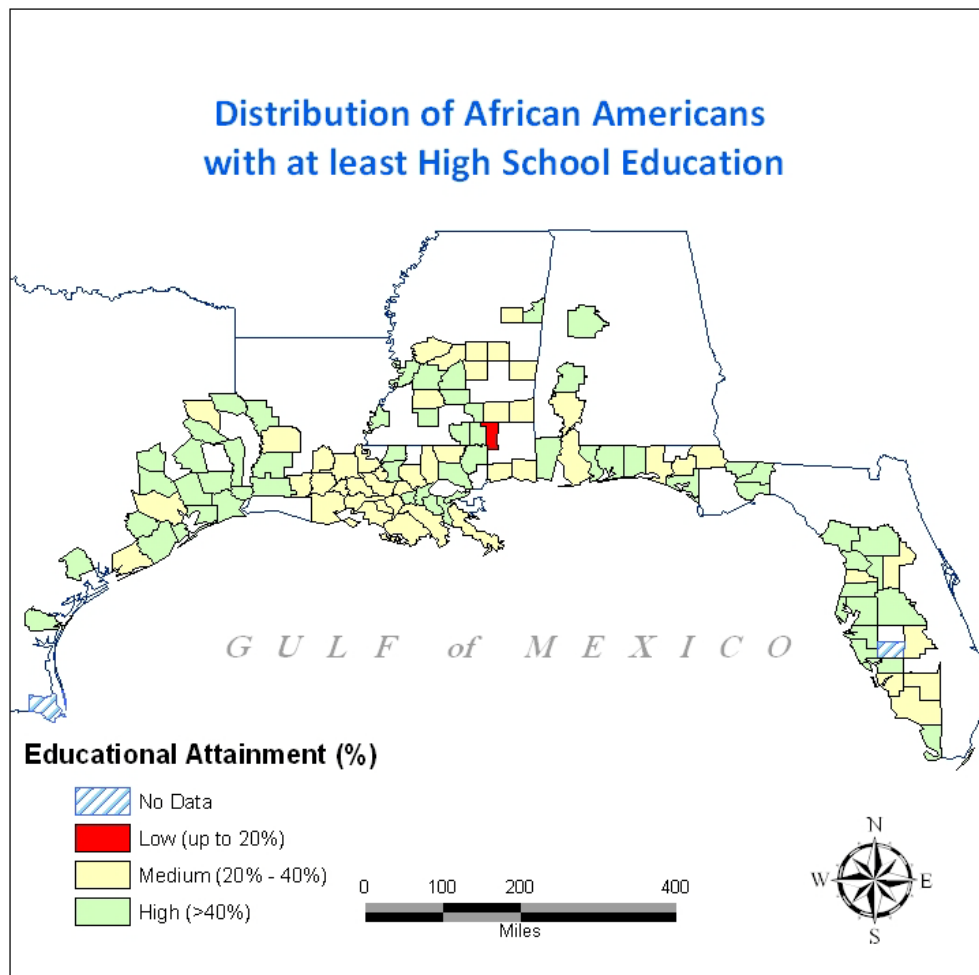 Distribution of African Americans
with at least High School Education
GULF of MEXICO
Educational Attainment (%)
No Data
Low (up to 20%)
Medium (20% - 40%)
High (>40%)
0 100 200 400
Miles
N
W E
S